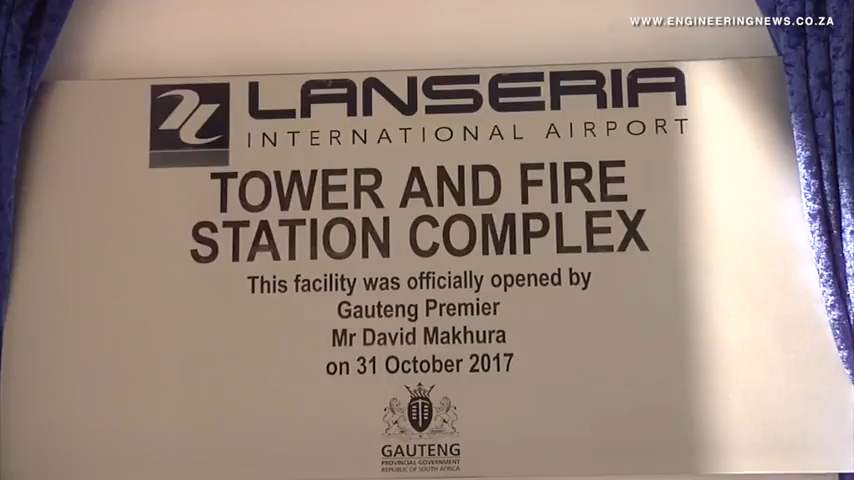 WWW.ENGINEERINGNEWS.CO.ZA
LANSERIA
INTERNATIONAL AIRPORT
TOWER AND FIRE
STATION COMPLEX
This facility was officially opened by
Gauteng Premier
Mr David Makhura
on 31 October 2017
GAUTENG
PROVINCIAL GOVERNMENT
REPUBLIC OF SOUTH AFRICA